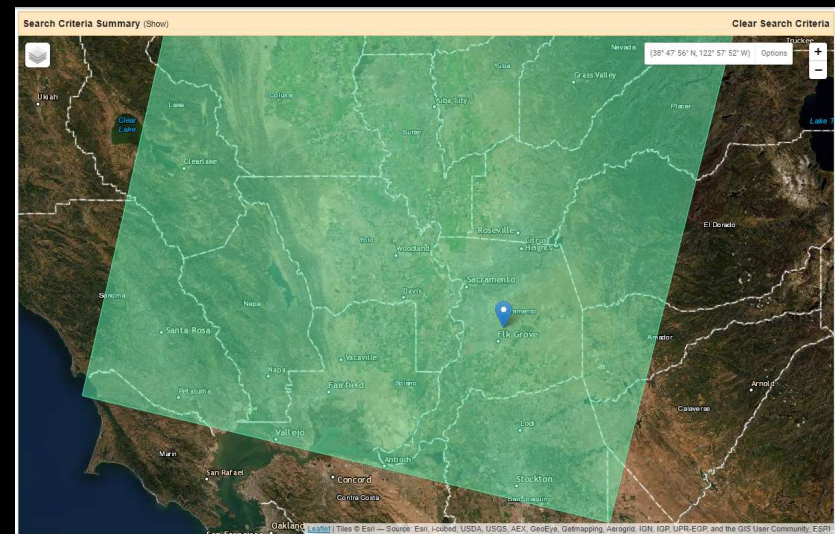 Search Criteria Summary (Show) Clear Search Criteria
(38° 47' 56" N, 122° 57' 52" W) Options
+
−
Truckee
Nevada
Yuba
Grass Valley
Ukiah
Colusa
Lake
Yuba City
Placer
Clear
Lake
Lake T
Sutter
Clearlake
El Dorado
Roseville
Citrus
Heights
Yolo
Woodland
Sacramento
Davis
Sonoma
Napa
Elk Grove
Santa Rosa
Amador
Vacaville
Napa
Fairfield
Solano
Arnold
Petaluma
Calaveras
Lodi
Vallejo
Marin
Antioch
San Rafael
Concord
Stockton
Contra Costa
San Joaquin
Oakland
Leaflet | Tiles © Esri — Source: Esri, i-cubed, USDA, USGS, AEX, GeoEye, Getmapping, Aerogrid, IGN, IGP, UPR-EGP, and the GIS User Community, ESRI